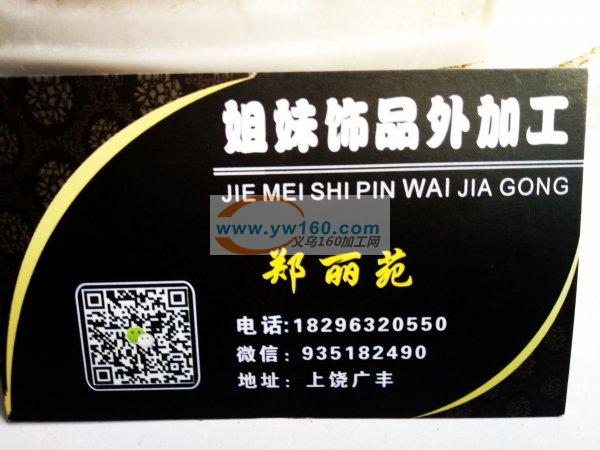 姐妹饰品外加工
JIE MEI SHI PIN WAI JIA GONG
www.yw160.com
义乌160加工网
郑丽苑
电话:18296320550
微信：935182490
地址：上饶广丰